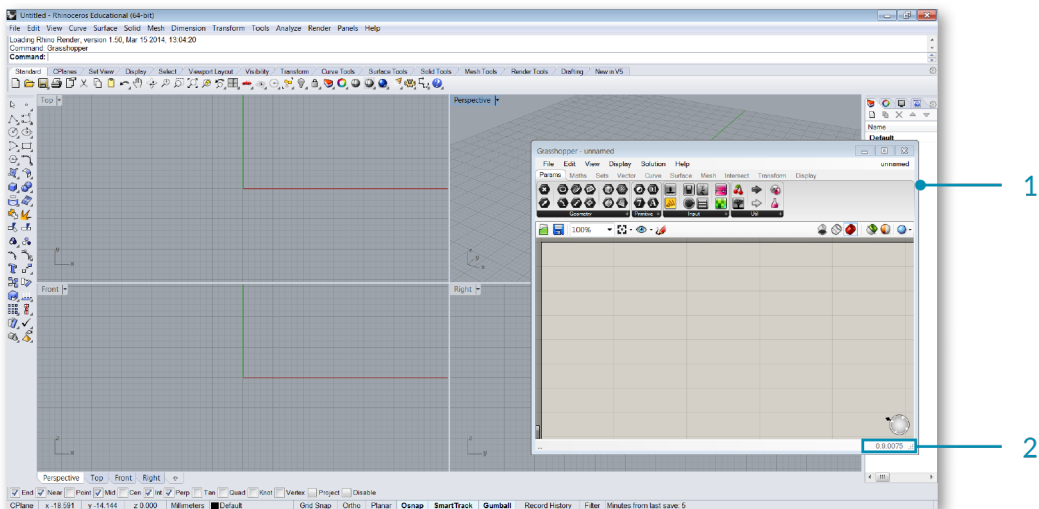 Untitled - Rhinoceros Educational (64-bit)
File Edit View Curve Surface Solid Mesh Dimension Transform Tools Analyze Render Panels Help
Loading Rhino Render, version 1.50, Mar 15 2014, 13:04:20
Command: Grasshopper
Command:
Standard CPlanes Set View Display Select Viewport Layout Visibility Transform Curve Tools Surface Tools Solid Tools Mesh Tools Render Tools Drafting New in V5
Top
Perspective
Name
Default
Grasshopper - unnamed
File Edit View Display Solution Help unnamed
Params Maths Sets Vector Curve Surface Mesh Intersect Transform Display
1
Geometry Primitive Input Util
100%
y
x
y
x
Front
Right
z
x
z
y
0.9.0075
2
Perspective Top Front Right
End Near Point Mid Cen Int Perp Tan Quad Knot Vertex Project Disable
CPlane x -18.591 y -14.144 z 0.000 Millimeters Default Grid Snap Ortho Planar Osnap SmartTrack Gumball Record History Filter Minutes from last save: 5